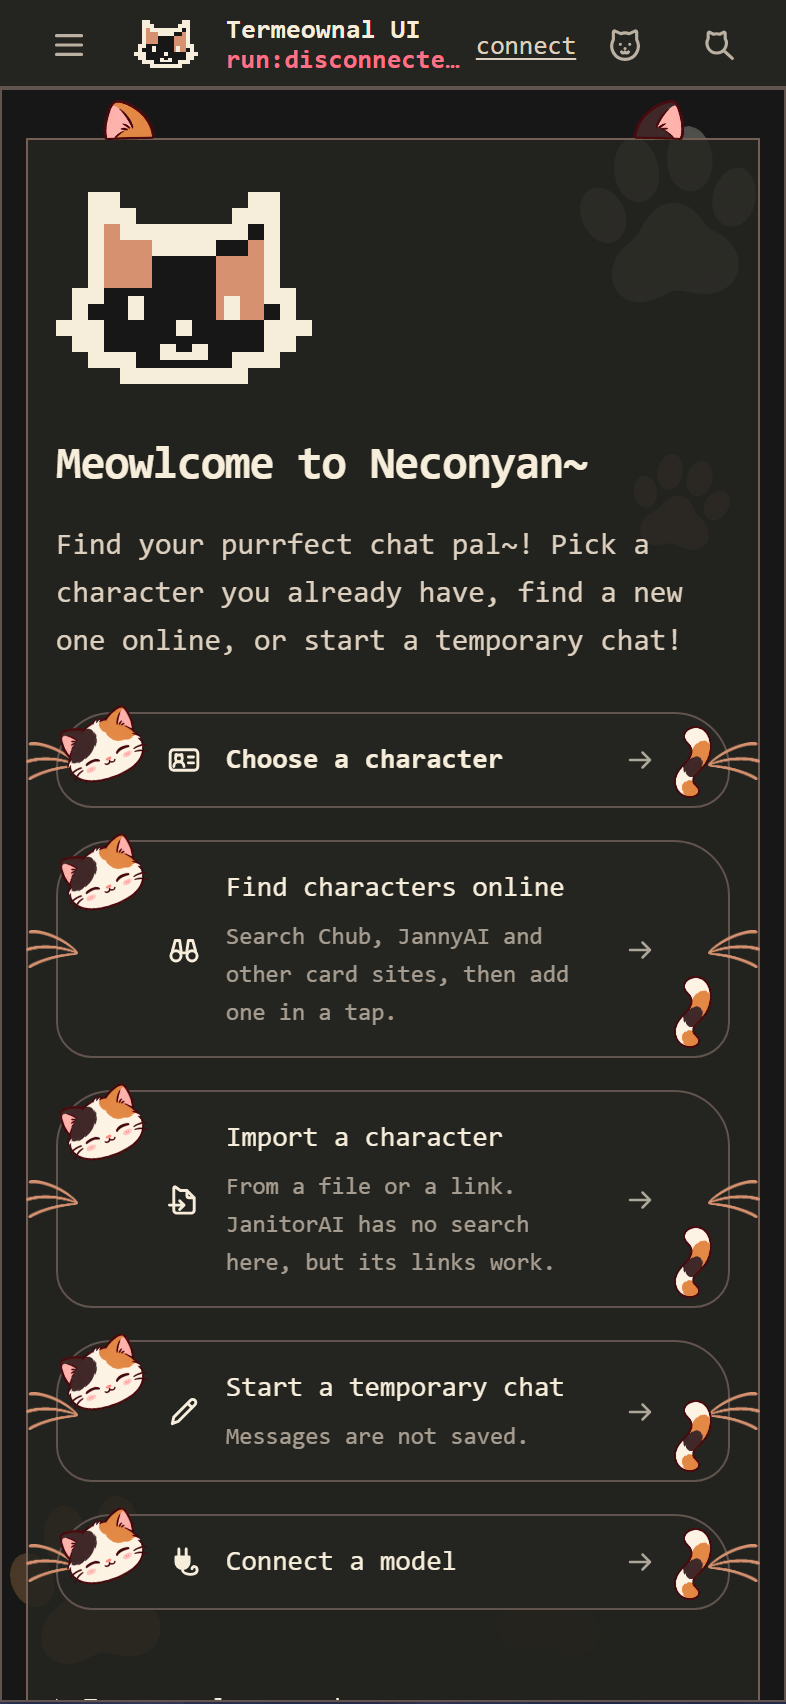 Termeownal UI
run:disconnecte…
connect
Meowlcome to Neconyan~
Find your purrfect chat pal~! Pick a
character you already have, find a new
one online, or start a temporary chat!
Choose a character
Find characters online
Search Chub, JannyAI and
other card sites, then add
one in a tap.
Import a character
From a file or a link.
JanitorAI has no search
here, but its links work.
Start a temporary chat
Messages are not saved.
Connect a model